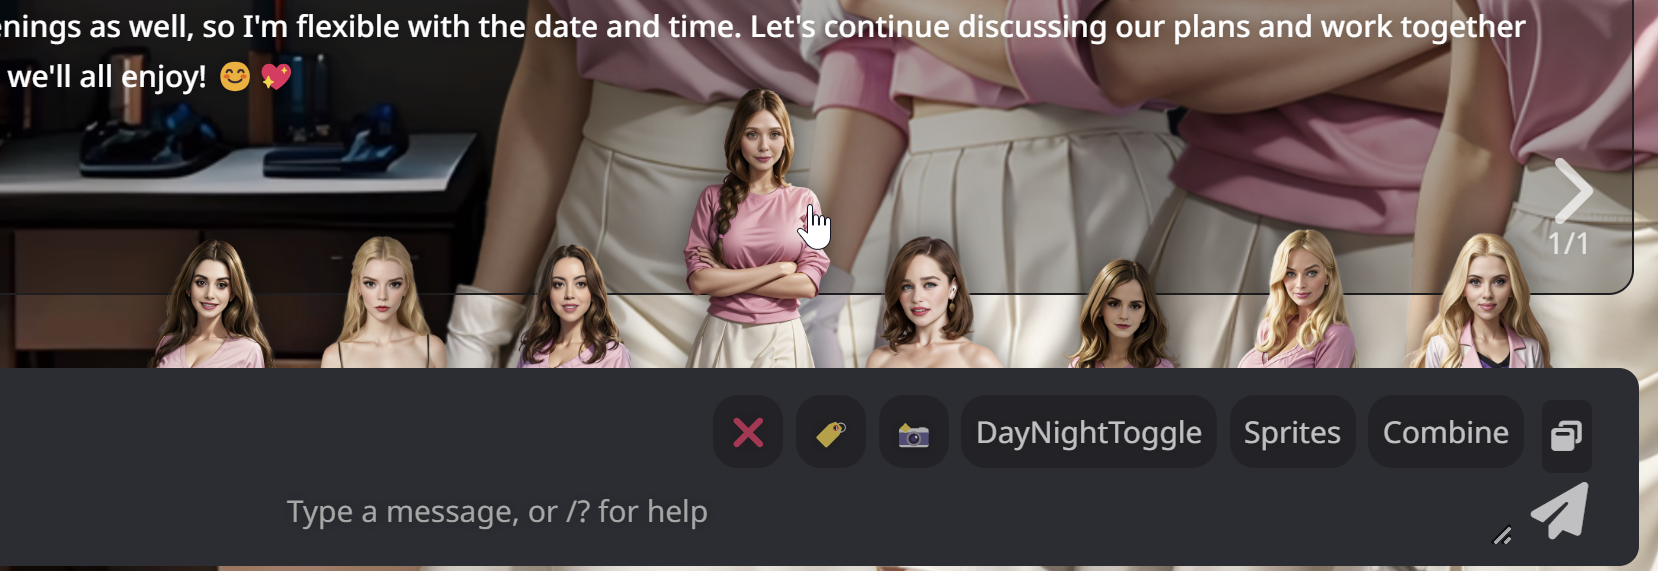 enings as well, so I'm flexible with the date and time. Let's continue discussing our plans and work together
we'll all enjoy! 😊 💖
1/1
DayNightToggle Sprites Combine
Type a message, or /? for help